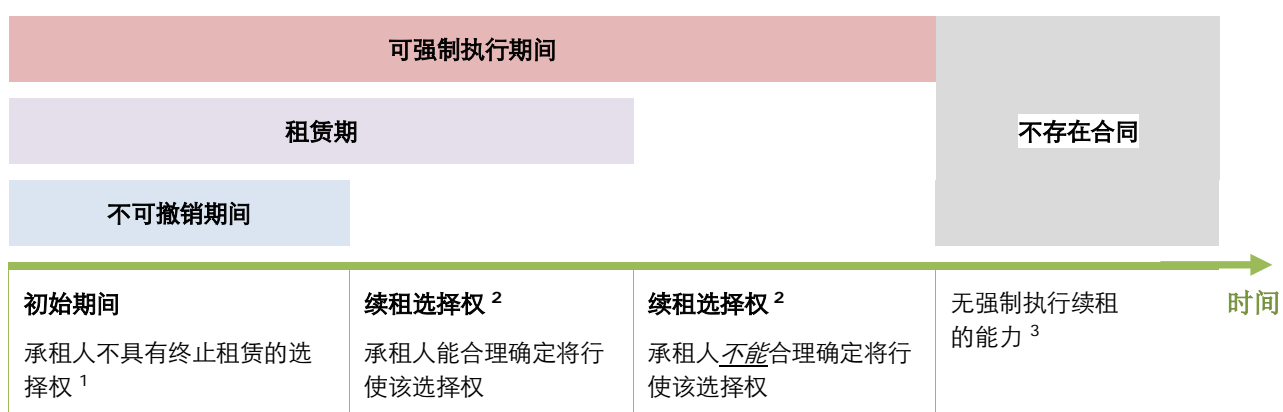 可强制执行期间
租赁期
不存在合同
不可撤销期间
时间
初始期间
承租人不具有终止租赁的选
择权 1
续租选择权 2
承租人能合理确定将行
使该选择权
续租选择权 2
承租人不能合理确定将行
使该选择权
无强制执行续租
的能力 3